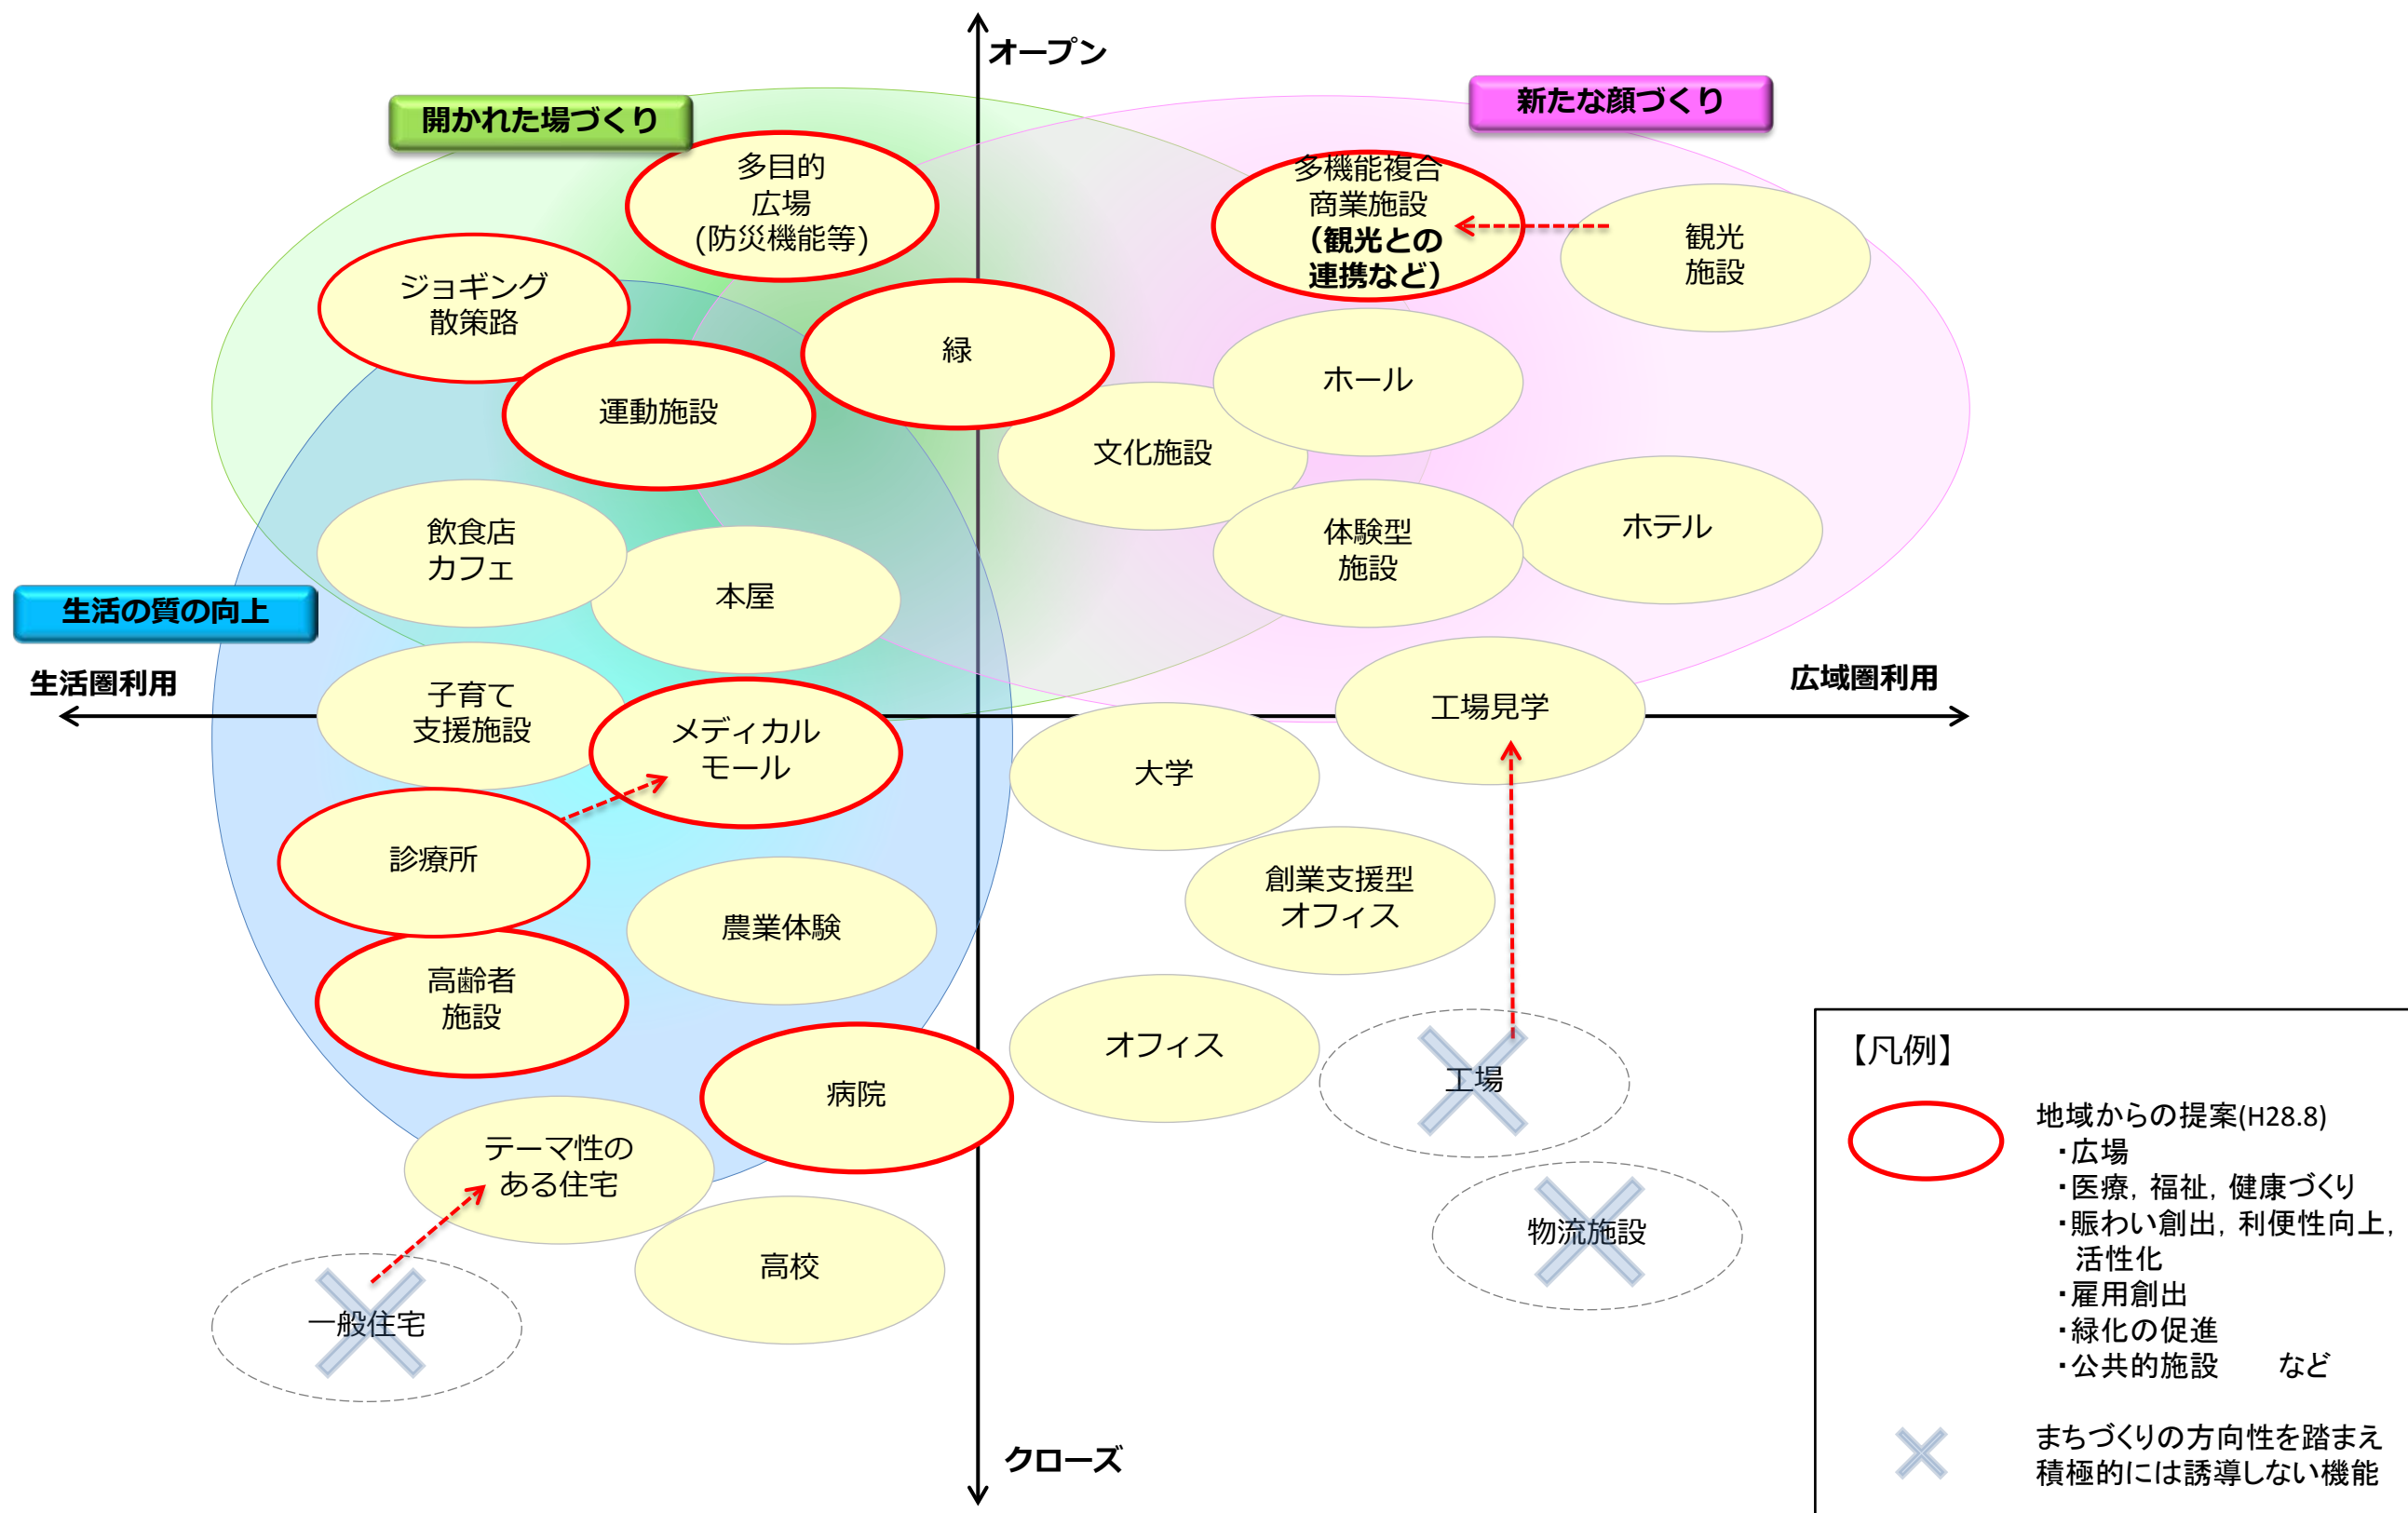 オープン
開かれた場づくり
新たな顔づくり
多目的
広場
(防災機能等)
多機能複合
商業施設
（観光との
連携など）
観光
施設
ジョギング
散策路
緑
運動施設
ホール
文化施設
飲食店
カフェ
本屋
体験型
施設
ホテル
生活の質の向上
生活圏利用
広域圏利用
子育て
支援施設
メディカル
モール
工場見学
大学
診療所
創業支援型
オフィス
農業体験
高齢者
施設
オフィス
工場
病院
テーマ性の
ある住宅
物流施設
高校
一般住宅
クローズ
【凡例】
地域からの提案(H28.8)
・広場
・医療，福祉，健康づくり
・賑わい創出，利便性向上，
活性化
・雇用創出
・緑化の促進
・公共的施設　　など
まちづくりの方向性を踏まえ
積極的には誘導しない機能